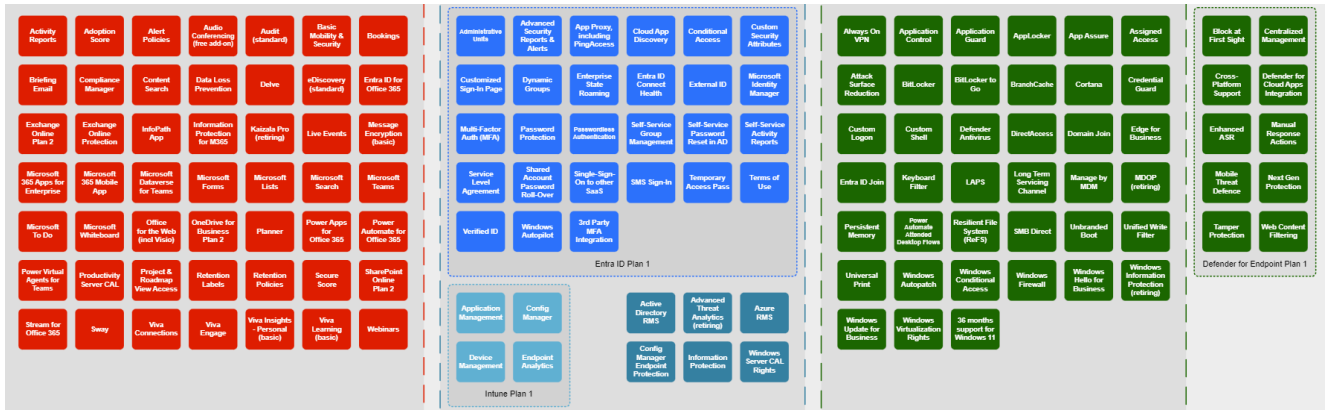 Activity
Reports
Adoption
Score
Alert
Policies
Audio
Conferencing
(free add-on)
Audit
(standard)
Basic
Mobility &
Security
Bookings
Briefing
Email
Compliance
Manager
Content
Search
Data Loss
Prevention
Delve
eDiscovery
(standard)
Entra ID for
Office 365
Exchange
Online
Plan 2
Exchange
Online
Protection
InfoPath
App
Information
Protection
for M365
Kaizala Pro
(retiring)
Live Events
Message
Encryption
(basic)
Microsoft
365 Apps for
Enterprise
Microsoft
365 Mobile
App
Microsoft
Dataverse
for Teams
Microsoft
Forms
Microsoft
Lists
Microsoft
Search
Microsoft
Teams
Microsoft
To Do
Microsoft
Whiteboard
Office
for the Web
(incl Visio)
OneDrive for
Business
Plan 2
Planner
Power Apps
for
Office 365
Power
Automate for
Office 365
Power Virtual
Agents for
Teams
Productivity
Server CAL
Project &
Roadmap
View Access
Retention
Labels
Retention
Policies
Secure
Score
SharePoint
Online
Plan 2
Stream for
Office 365
Sway
Viva
Connections
Viva
Engage
Viva Insights
- Personal
(basic)
Viva
Learning
(basic)
Webinars
Administrative
Units
Advanced
Security
Reports &
Alerts
App Proxy,
including
PingAccess
Cloud App
Discovery
Conditional
Access
Custom
Security
Attributes
Customized
Sign-In Page
Dynamic
Groups
Enterprise
State
Roaming
Entra ID
Connect
Health
External ID
Microsoft
Identity
Manager
Multi-Factor
Auth (MFA)
Password
Protection
Passwordless
Authentication
Self-Service
Group
Management
Self-Service
Password
Reset in AD
Self-Service
Activity
Reports
Service
Level
Agreement
Shared
Account
Password
Roll-Over
Single-Sign-
On to other
SaaS
SMS Sign-In
Temporary
Access Pass
Terms of
Use
Verified ID
Windows
Autopilot
3rd Party
MFA
Integration
Entra ID Plan 1
Application
Management
Config
Manager
Device
Management
Endpoint
Analytics
Intune Plan 1
Active
Directory
RMS
Advanced
Threat
Analytics
(retiring)
Azure
RMS
Config
Manager
Endpoint
Protection
Information
Protection
Windows
Server CAL
Rights
Always On
VPN
Application
Control
Application
Guard
AppLocker
App Assure
Assigned
Access
Attack
Surface
Reduction
BitLocker
BitLocker to
Go
BranchCache
Cortana
Credential
Guard
Custom
Logon
Custom
Shell
Defender
Antivirus
DirectAccess
Domain Join
Edge for
Business
Entra ID Join
Keyboard
Filter
LAPS
Long Term
Servicing
Channel
Manage by
MDM
MDOP
(retiring)
Persistent
Memory
Power
Automate
Attended
Desktop Flows
Resilient File
System
(ReFS)
SMB Direct
Unbranded
Boot
Unified Write
Filter
Universal
Print
Windows
Autopatch
Windows
Conditional
Access
Windows
Firewall
Windows
Hello for
Business
Windows
Information
Protection
(retiring)
Windows
Update for
Business
Windows
Virtualization
Rights
36 months
support for
Windows 11
Block at
First Sight
Centralized
Management
Cross-
Platform
Support
Defender for
Cloud Apps
Integration
Enhanced
ASR
Manual
Response
Actions
Mobile
Threat
Defence
Next Gen
Protection
Tamper
Protection
Web Content
Filtering
Defender for Endpoint Plan 1